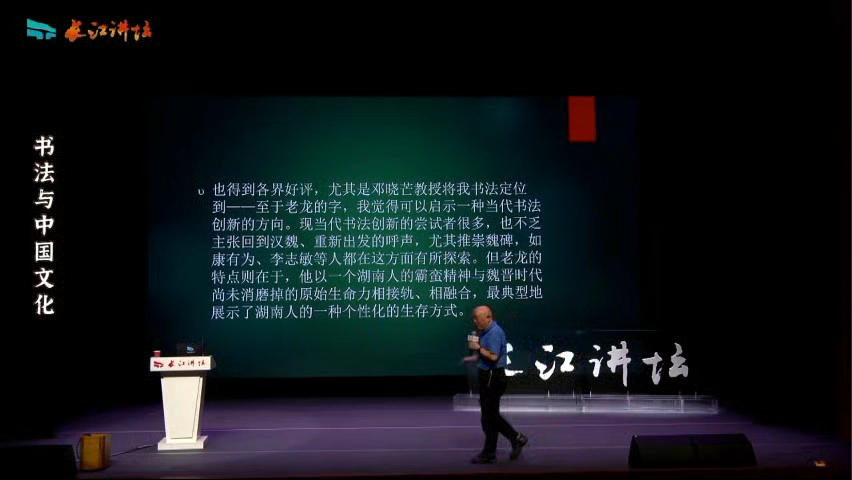 长江讲坛
书法与中国文化
也得到各界好评，尤其是邓晓芒教授将我书法定位
到——至于老龙的字，我觉得可以启示一种当代书法
创新的方向。现当代书法创新的尝试者很多，也不乏
主张回到汉魏、重新出发的呼声，尤其推崇魏碑，如
康有为、李志敏等人都在这方面有所探索。但老龙的
特点则在于，他以一个湖南人的霸蛮精神与魏晋时代
尚未消磨掉的原始生命力相接轨、相融合，最典型地
展示了湖南人的一种个性化的生存方式。
长江讲坛
江讲坛